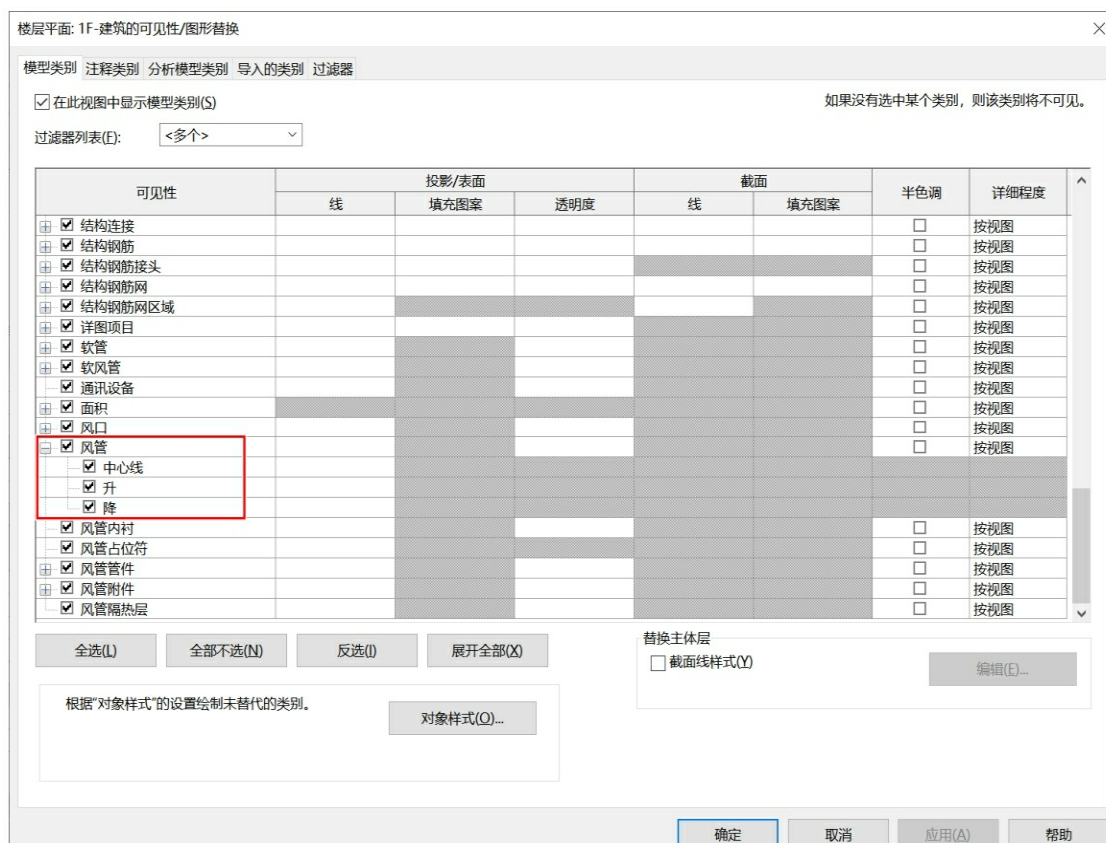 楼层平面: 1F-建筑的可见性/图形替换
模型类别 注释类别 分析模型类别 导入的类别 过滤器
在此视图中显示模型类别(S) 如果没有选中某个类别，则该类别将不可见。
过滤器列表(F): <多个>
可见性 投影/表面 截面 半色调 详细程度
线 填充图案 透明度 线 填充图案
结构连接 按视图
结构钢筋 按视图
结构钢筋接头 按视图
结构钢筋网 按视图
结构钢筋网区域 按视图
详图项目 按视图
软管 按视图
软风管 按视图
通讯设备 按视图
面积 按视图
风口 按视图
风管 按视图
中心线
升
降
风管内衬 按视图
风管占位符 按视图
风管管件 按视图
风管附件 按视图
风管隔热层 按视图
全选(L) 全部不选(N) 反选(I) 展开全部(X)
替换主体层
截面线样式(Y) 编辑(E)...
根据"对象样式"的设置绘制未替代的类别。
对象样式(O)...
确定 取消 应用(A) 帮助